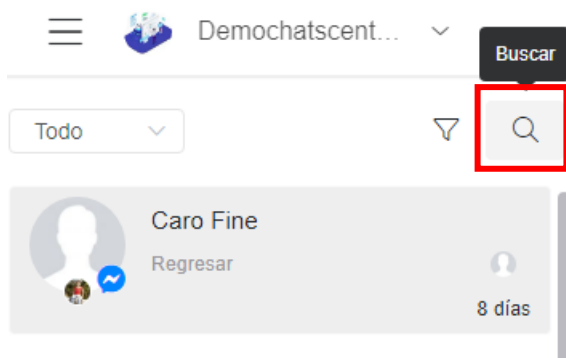 Demochatscent...
Buscar
Todo
Caro Fine
Regresar
8 días